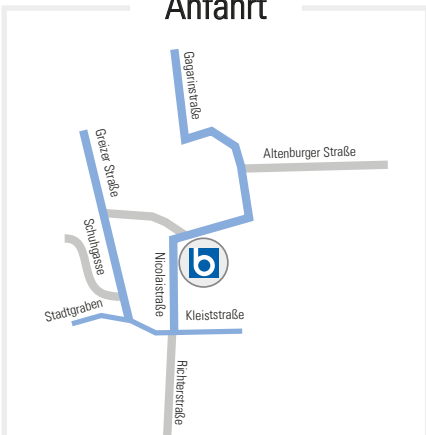 Anfahrt
Gagarinstraße
Greizer Straße
Altenburger Straße
Schuhgasse
Nicolaistraße
b
Stadtgraben
Kleiststraße
Richterstraße